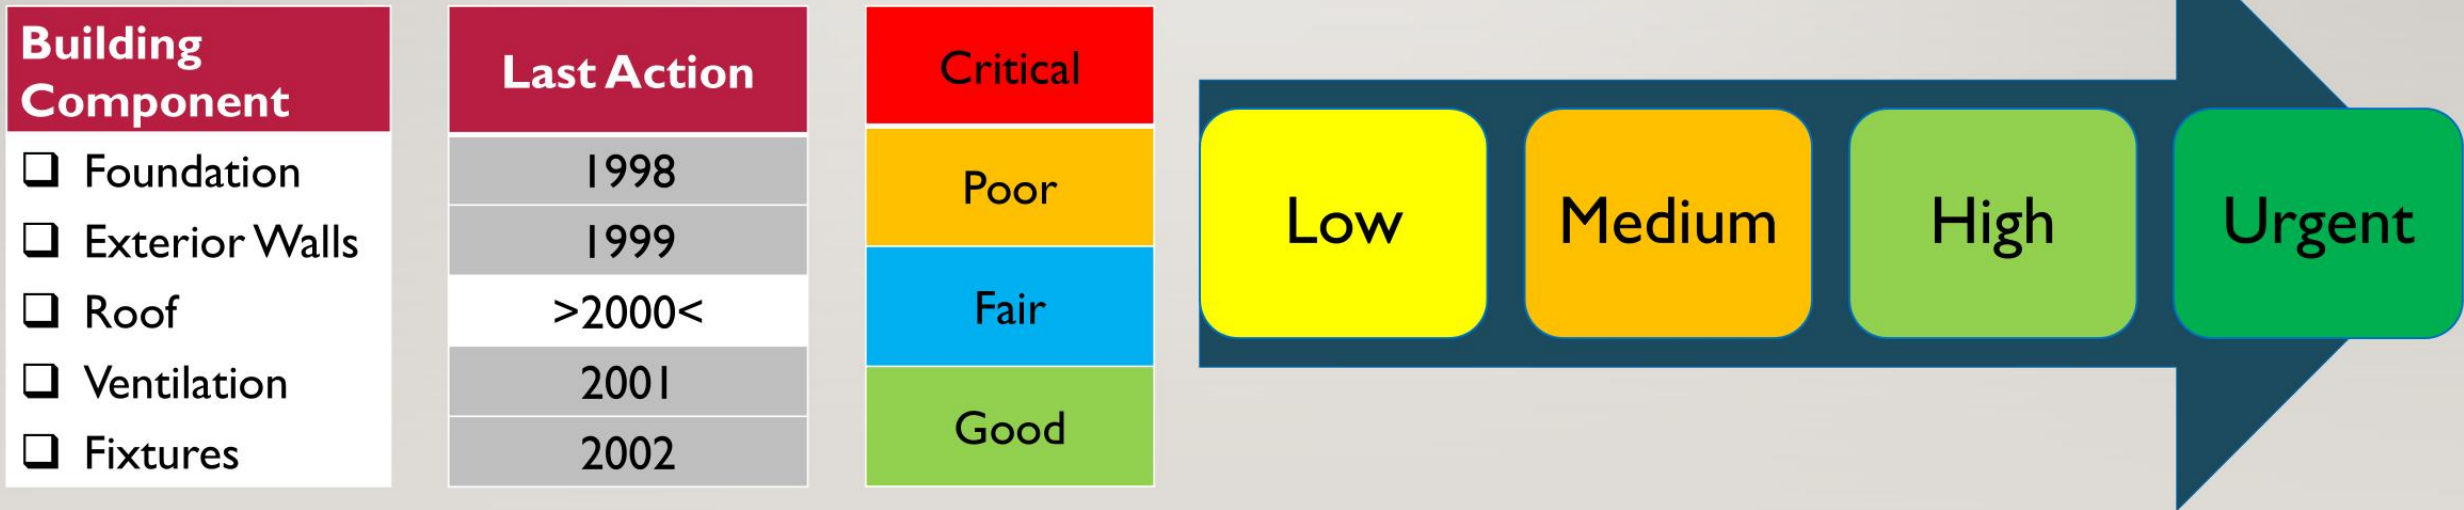 Building
Component
Foundation
Exterior Walls
Roof
Ventilation
Fixtures
Last Action
1998
1999
>2000<
2001
2002
Critical
Poor
Fair
Good
Low
Medium
High
Urgent